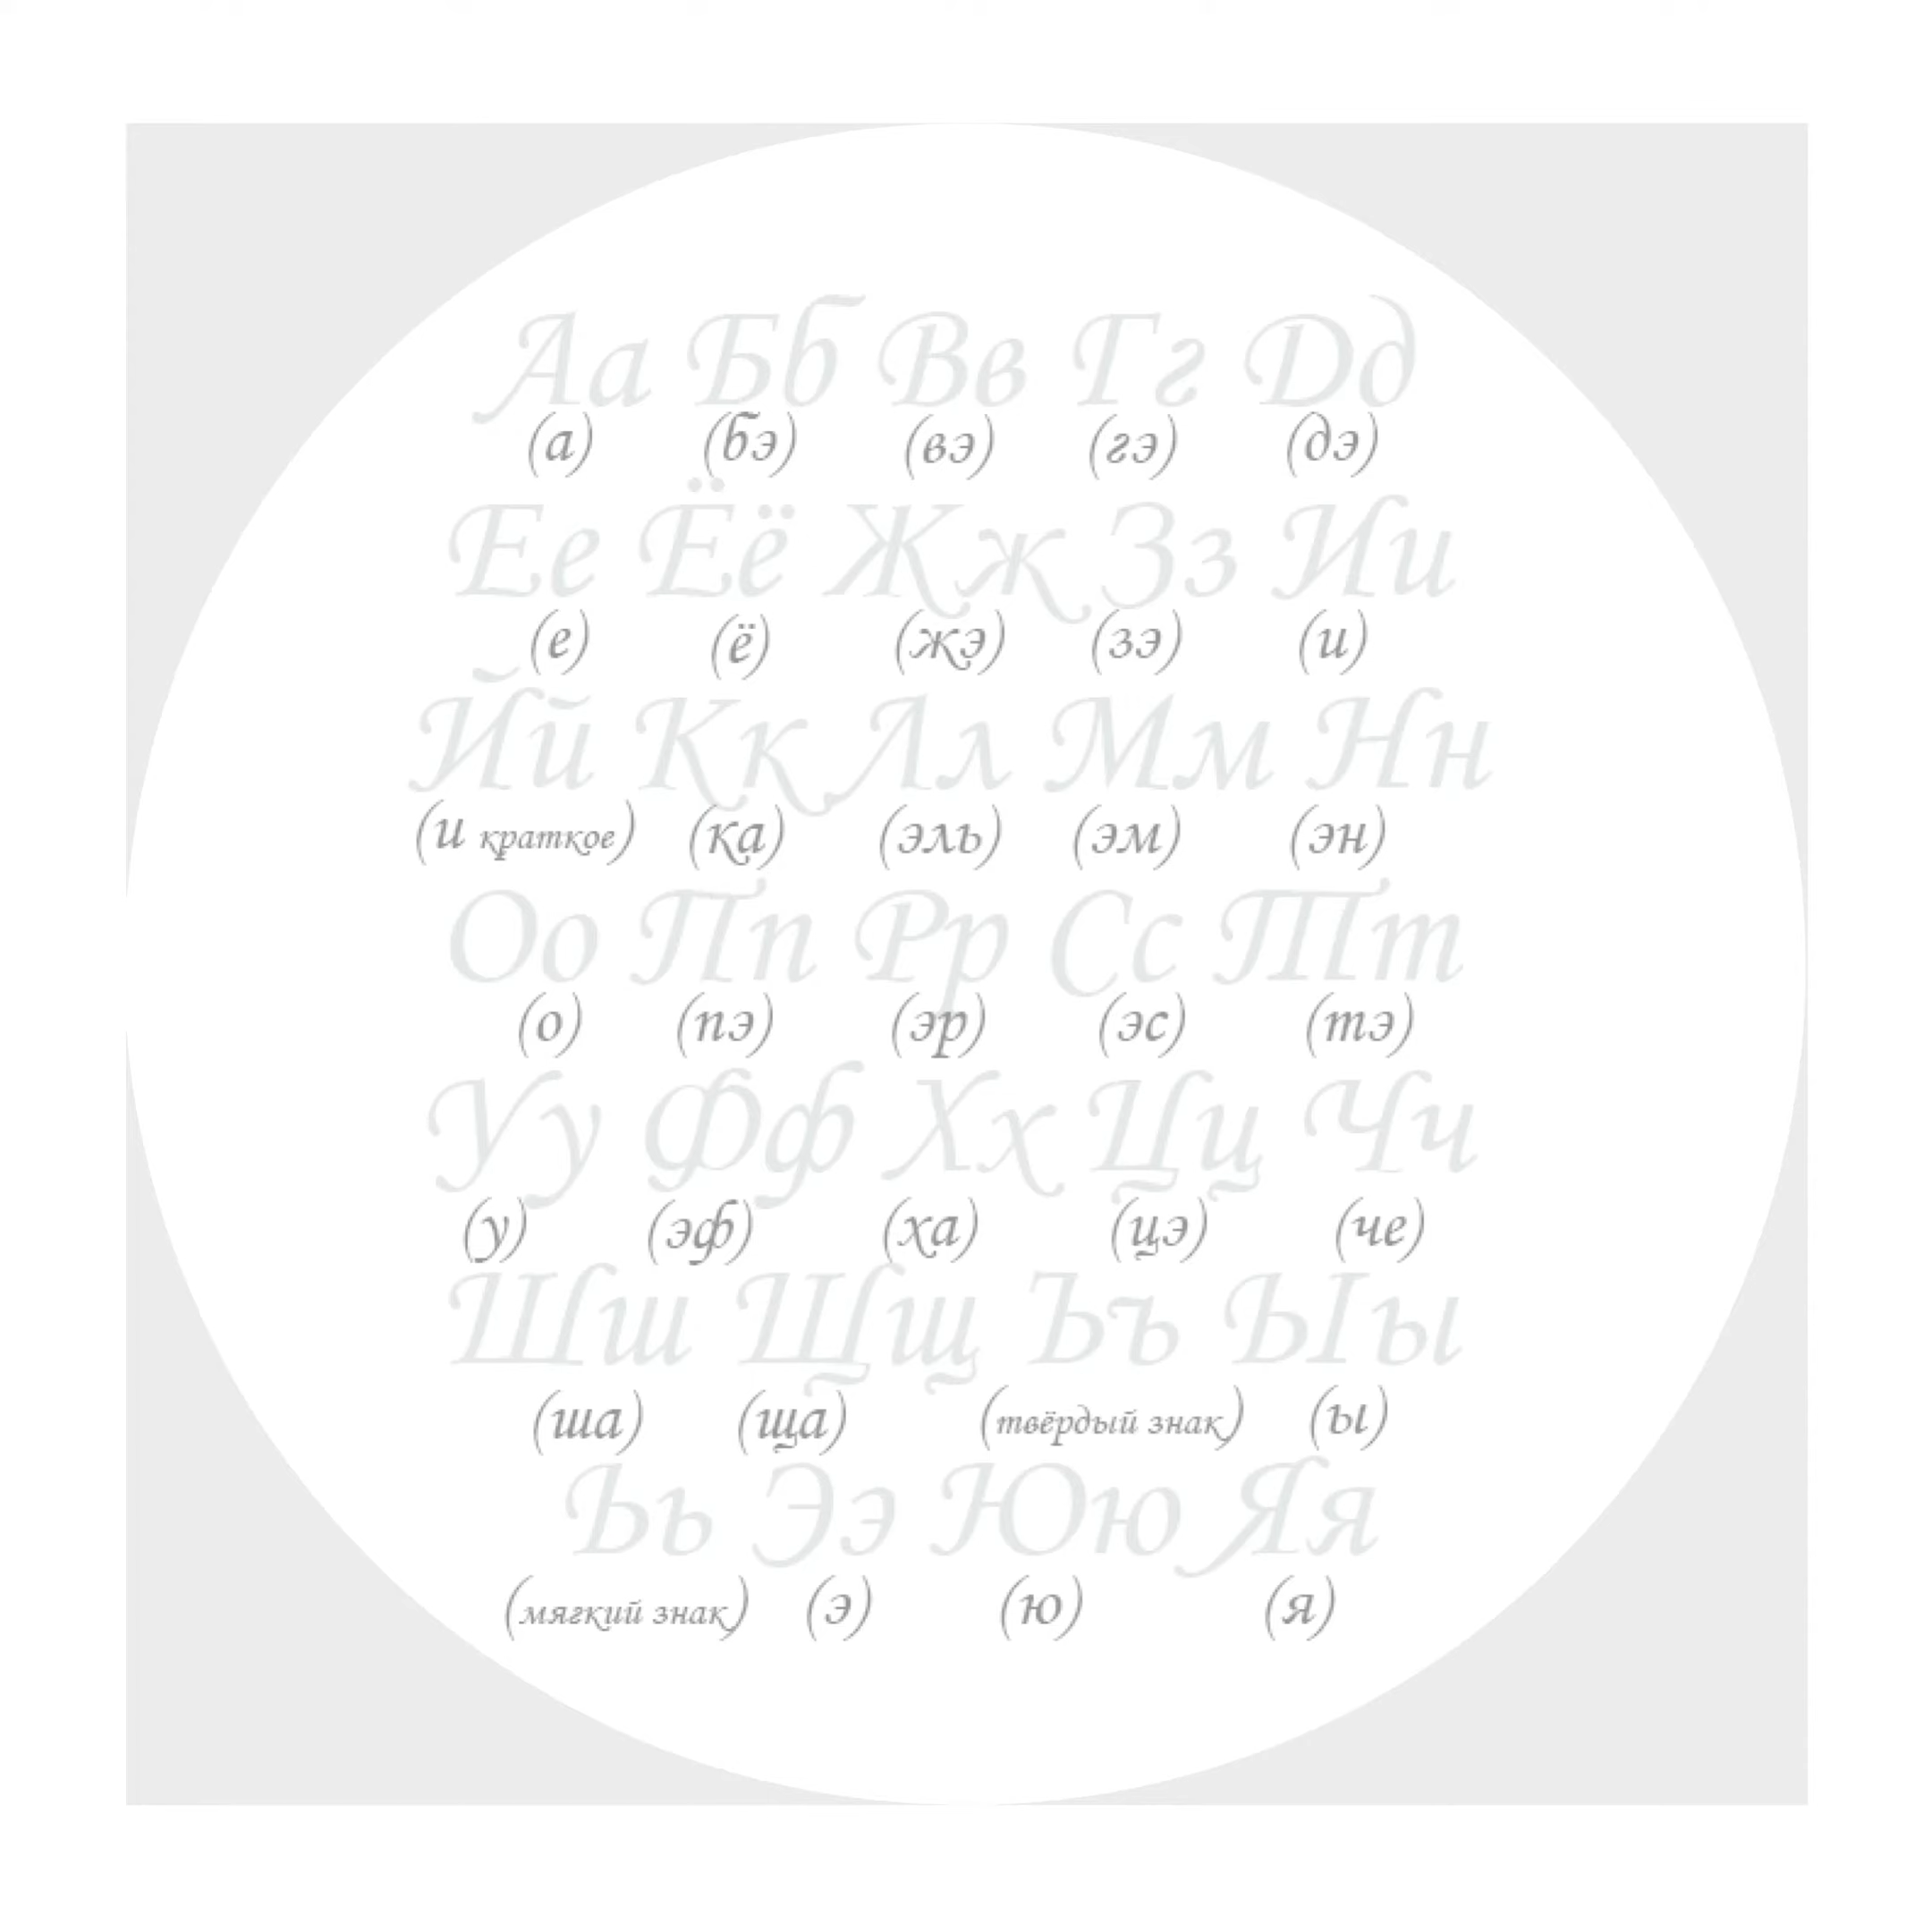 Аа Бб Вв Гг Дд
(а) (бэ) (вэ) (гэ) (дэ)
Ее Ёё Жж Зз Ии
(е) (ё) (жэ) (зэ) (и)
Йй Кк Лл Мм Нн
(и краткое) (ка) (эль) (эм) (эн)
Оо Пп Рр Сс Тт
(о) (пэ) (эр) (эс) (тэ)
Уу Фф Хх Цц Чч
(у) (эф) (ха) (цэ) (че)
Шш Щщ Ъъ Ыы
(ша) (ща) (твёрдый знак) (ы)
Ьь Ээ Юю Яя
(мягкий знак) (э) (ю) (я)